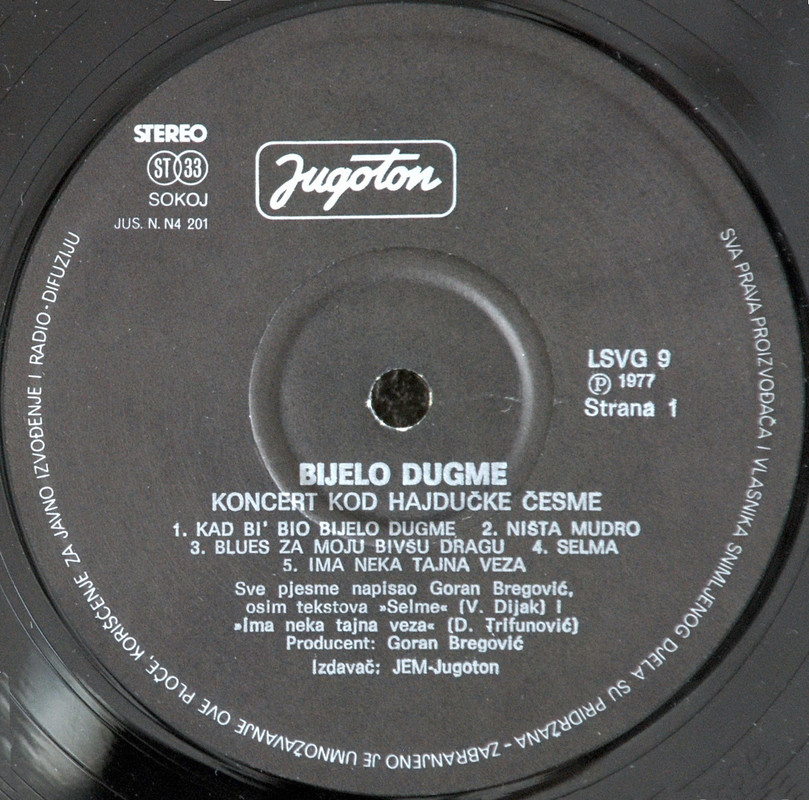 STEREO
ST 33
SOKOJ
JUS. N. N4 201
Jugoton
LSVG 9
Ⓟ 1977
Strana 1
BIJELO DUGME
KONCERT KOD HAJDUČKE ČESME
1. KAD BI' BIO BIJELO DUGME 2. NIŠTA MUDRO
3. BLUES ZA MOJU BIVŠU DRAGU 4. SELMA
5. IMA NEKA TAJNA VEZA
Sve pjesme napisao Goran Bregović,
osim tekstova »Selme« (V. Dijak) i
»Ima neka tajna veza« (D. Trifunović)
Producent: Goran Bregović
Izdavač: JEM-Jugoton
SVA PRAVA PROIZVOĐAČA I VLASNIKA SNIMLJENOG DJELA SU PRIDRŽANA - ZABRANJENO JE UMNOŽAVANJE OVE PLOČE, KORIŠĆENJE ZA JAVNO IZVOĐENJE I RADIO-DIFUZIJU